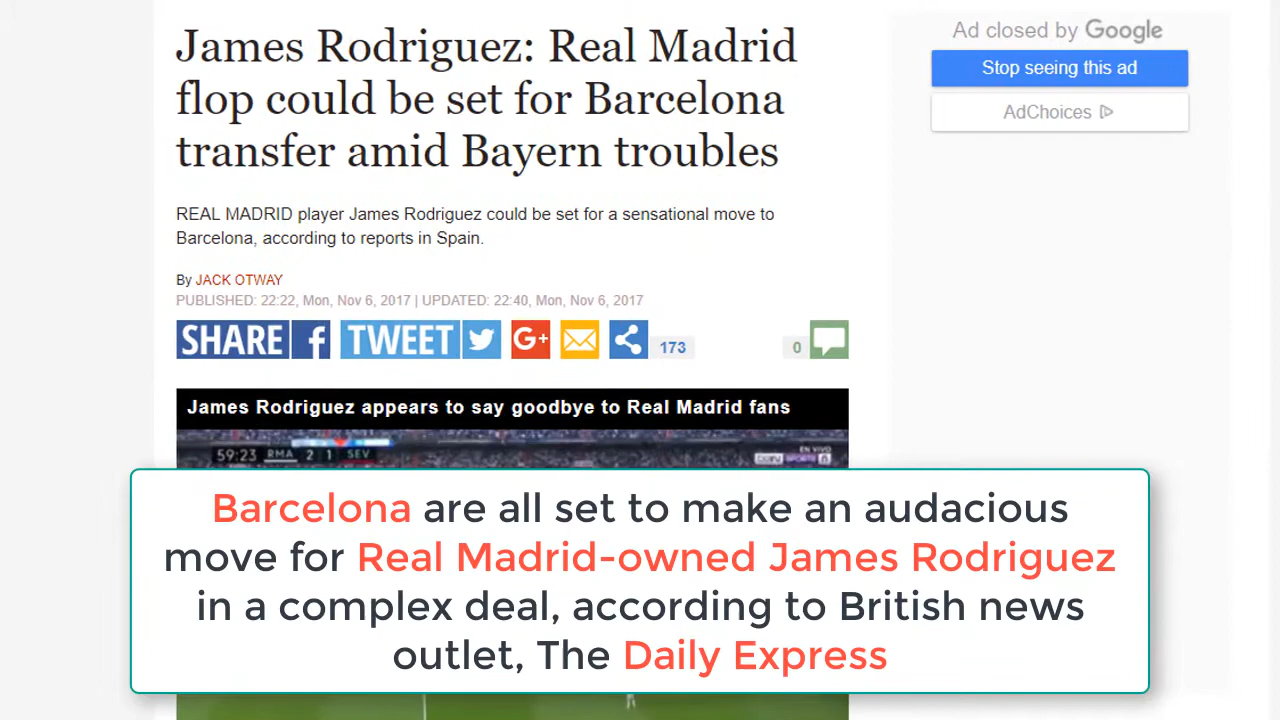 James Rodriguez: Real Madrid
flop could be set for Barcelona
transfer amid Bayern troubles
REAL MADRID player James Rodriguez could be set for a sensational move to
Barcelona, according to reports in Spain.
By JACK OTWAY
PUBLISHED: 22:22, Mon, Nov 6, 2017 | UPDATED: 22:40, Mon, Nov 6, 2017
SHARE f TWEET G+ 173 0
Ad closed by Google
Stop seeing this ad
AdChoices
James Rodriguez appears to say goodbye to Real Madrid fans
59:23 RMA 2 1 SEV
EN VIVO
beIN SPORTS Ñ
Barcelona are all set to make an audacious
move for Real Madrid-owned James Rodriguez
in a complex deal, according to British news
outlet, The Daily Express